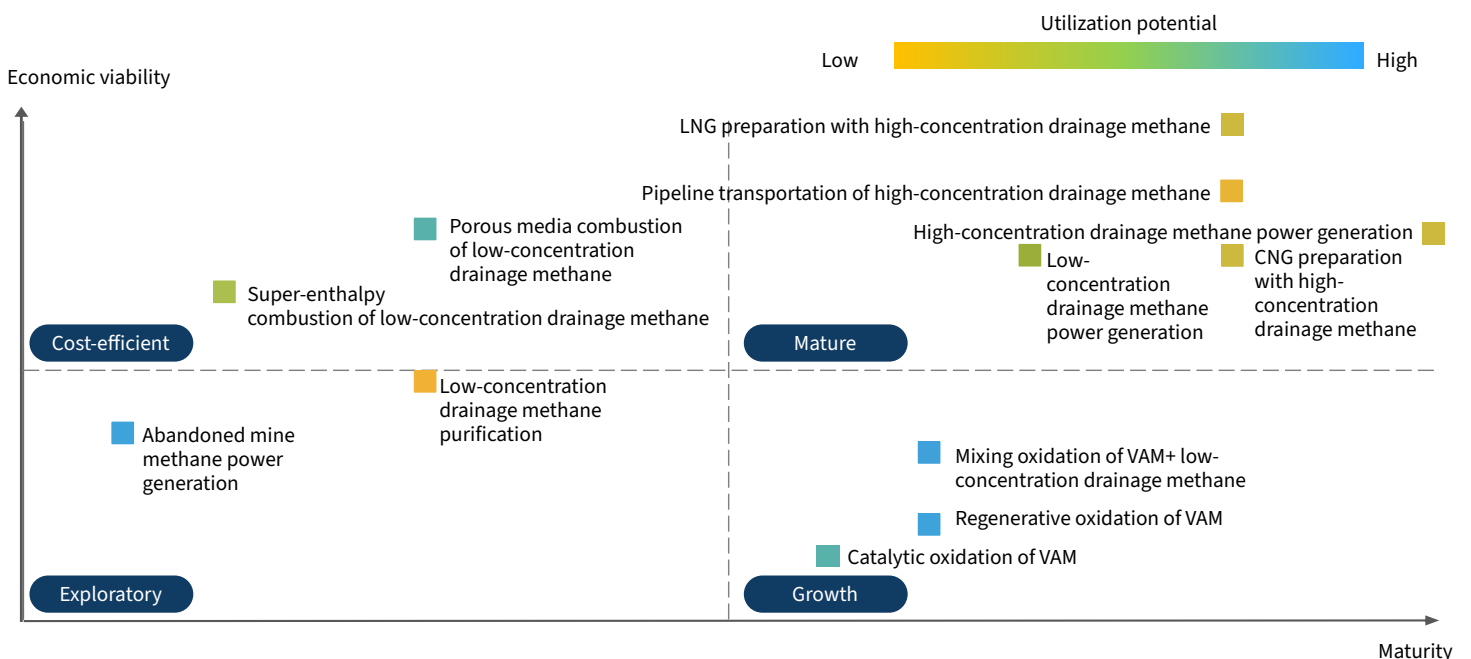 Utilization potential
Low
High
Economic viability
LNG preparation with high-concentration drainage methane
Pipeline transportation of high-concentration drainage methane
Porous media combustion
of low-concentration
drainage methane
High-concentration drainage methane power generation
Low-
concentration
drainage methane
power generation
CNG preparation
with high-
concentration
drainage methane
Super-enthalpy
combustion of low-concentration drainage methane
Cost-efficient
Mature
Low-concentration
drainage methane
purification
Abandoned mine
methane power
generation
Mixing oxidation of VAM+ low-
concentration drainage methane
Regenerative oxidation of VAM
Catalytic oxidation of VAM
Exploratory
Growth
Maturity